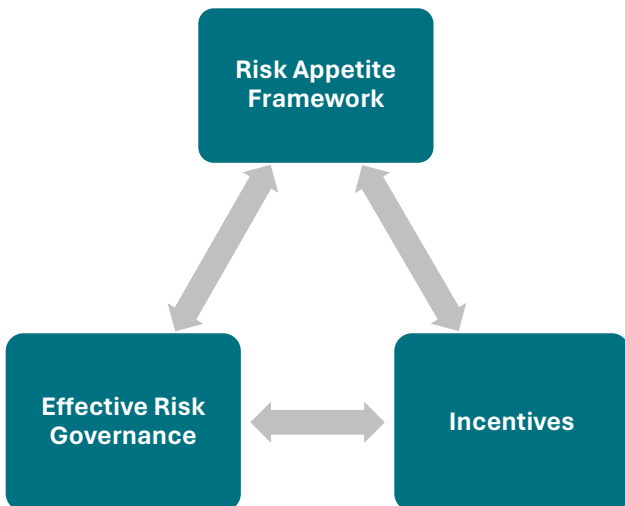 Risk Appetite
Framework
Effective Risk
Governance
Incentives